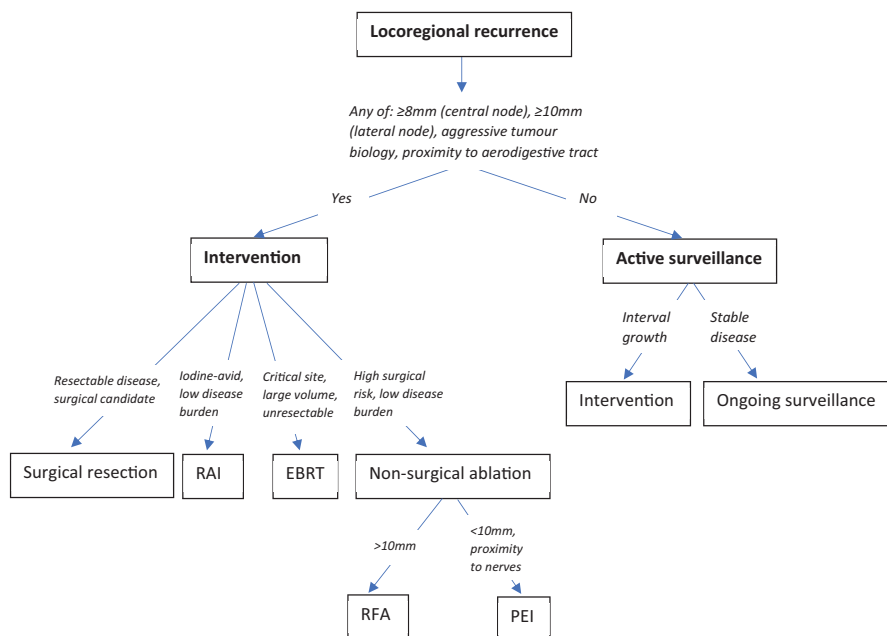 Locoregional recurrence
Any of: ≥8mm (central node), ≥10mm
(lateral node), aggressive tumour
biology, proximity to aerodigestive tract
Yes
No
Intervention
Active surveillance
Interval
growth
Stable
disease
Resectable disease,
surgical candidate
Iodine-avid,
low disease
burden
Critical site,
large volume,
unresectable
High surgical
risk, low disease
burden
Intervention
Ongoing surveillance
Surgical resection
RAI
EBRT
Non-surgical ablation
>10mm
<10mm,
proximity
to nerves
RFA
PEI